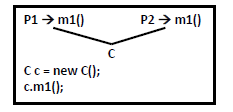 P1 → m1() P2 → m1()
C
C c = new C();
c.m1();